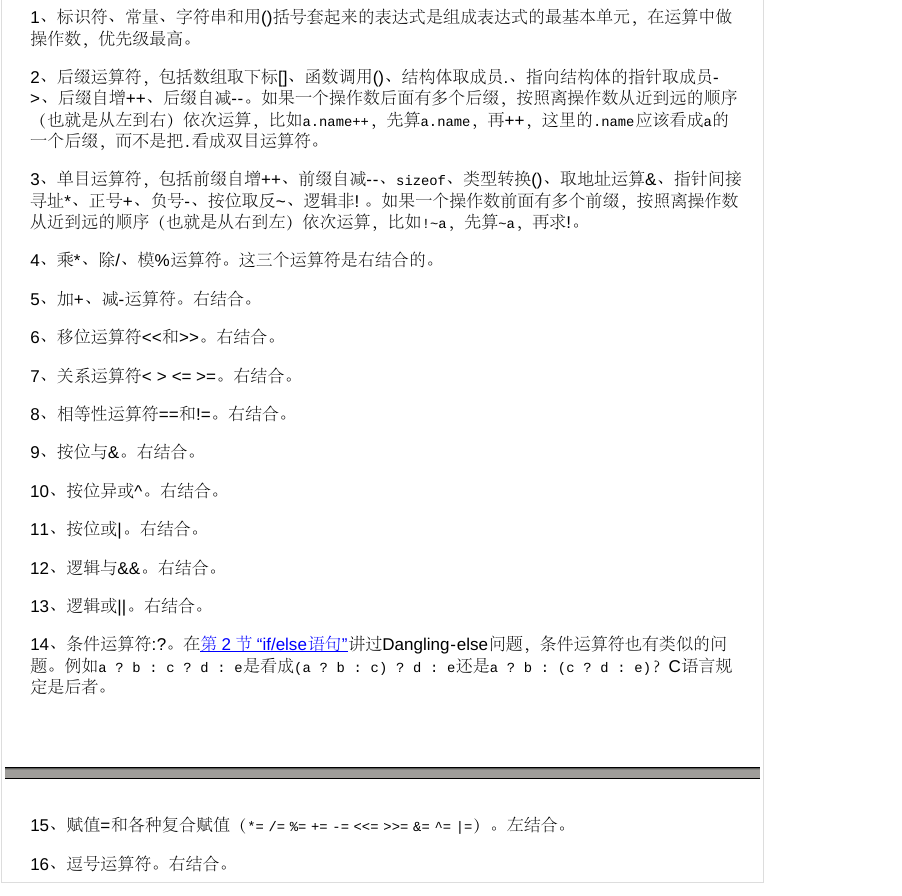 1、标识符、常量、字符串和用()括号套起来的表达式是组成表达式的最基本单元，在运算中做
操作数，优先级最高。
2、后缀运算符，包括数组取下标[]、函数调用()、结构体取成员.、指向结构体的指针取成员-
>、后缀自增++、后缀自减--。如果一个操作数后面有多个后缀，按照离操作数从近到远的顺序
（也就是从左到右）依次运算，比如a.name++，先算a.name，再++，这里的.name应该看成a的
一个后缀，而不是把.看成双目运算符。
3、单目运算符，包括前缀自增++、前缀自减--、sizeof、类型转换()、取地址运算&、指针间接
寻址*、正号+、负号-、按位取反~、逻辑非! 。如果一个操作数前面有多个前缀，按照离操作数
从近到远的顺序（也就是从右到左）依次运算，比如!~a，先算~a，再求!。
4、乘*、除/、模%运算符。这三个运算符是右结合的。
5、加+、减-运算符。右结合。
6、移位运算符<<和>>。右结合。
7、关系运算符< > <= >=。右结合。
8、相等性运算符==和!=。右结合。
9、按位与&。右结合。
10、按位异或^。右结合。
11、按位或|。右结合。
12、逻辑与&&。右结合。
13、逻辑或||。右结合。
14、条件运算符:?。在第 2 节 “if/else语句”讲过Dangling-else问题，条件运算符也有类似的问
题。例如a ? b : c ? d : e是看成(a ? b : c) ? d : e还是a ? b : (c ? d : e)？C语言规
定是后者。
15、赋值=和各种复合赋值（*= /= %= += -= <<= >>= &= ^= |=）。左结合。
16、逗号运算符。右结合。